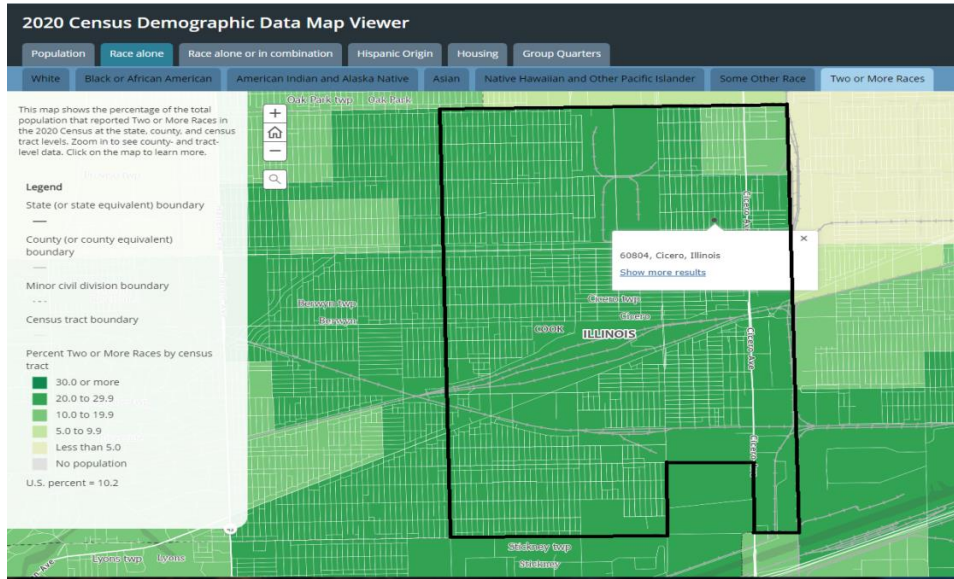 2020 Census Demographic Data Map Viewer
Population Race alone Race alone or in combination Hispanic Origin Housing Group Quarters
White Black or African American American Indian and Alaska Native Asian Native Hawaiian and Other Pacific Islander Some Other Race Two or More Races
This map shows the percentage of the total
population that reported Two or More Races in
the 2020 Census at the state, county, and census
tract levels. Zoom in to see county- and tract-
level data. Click on the map to learn more.
Legend
State (or state equivalent) boundary
County (or county equivalent)
boundary
Minor civil division boundary
Census tract boundary
Percent Two or More Races by census
tract
30.0 or more
20.0 to 29.9
10.0 to 19.9
5.0 to 9.9
Less than 5.0
No population
U.S. percent = 10.2
Oak Park twp Oak Park
+
−
Cicero Ave
60804, Cicero, Illinois
×
Show more results
Berwyn twp
Berwyn
Cicero twp
Cicero
COOK
ILLINOIS
Cicero Ave
Cicero
43
Lyons twp Lyons
Stickney twp
Stickney
Ave